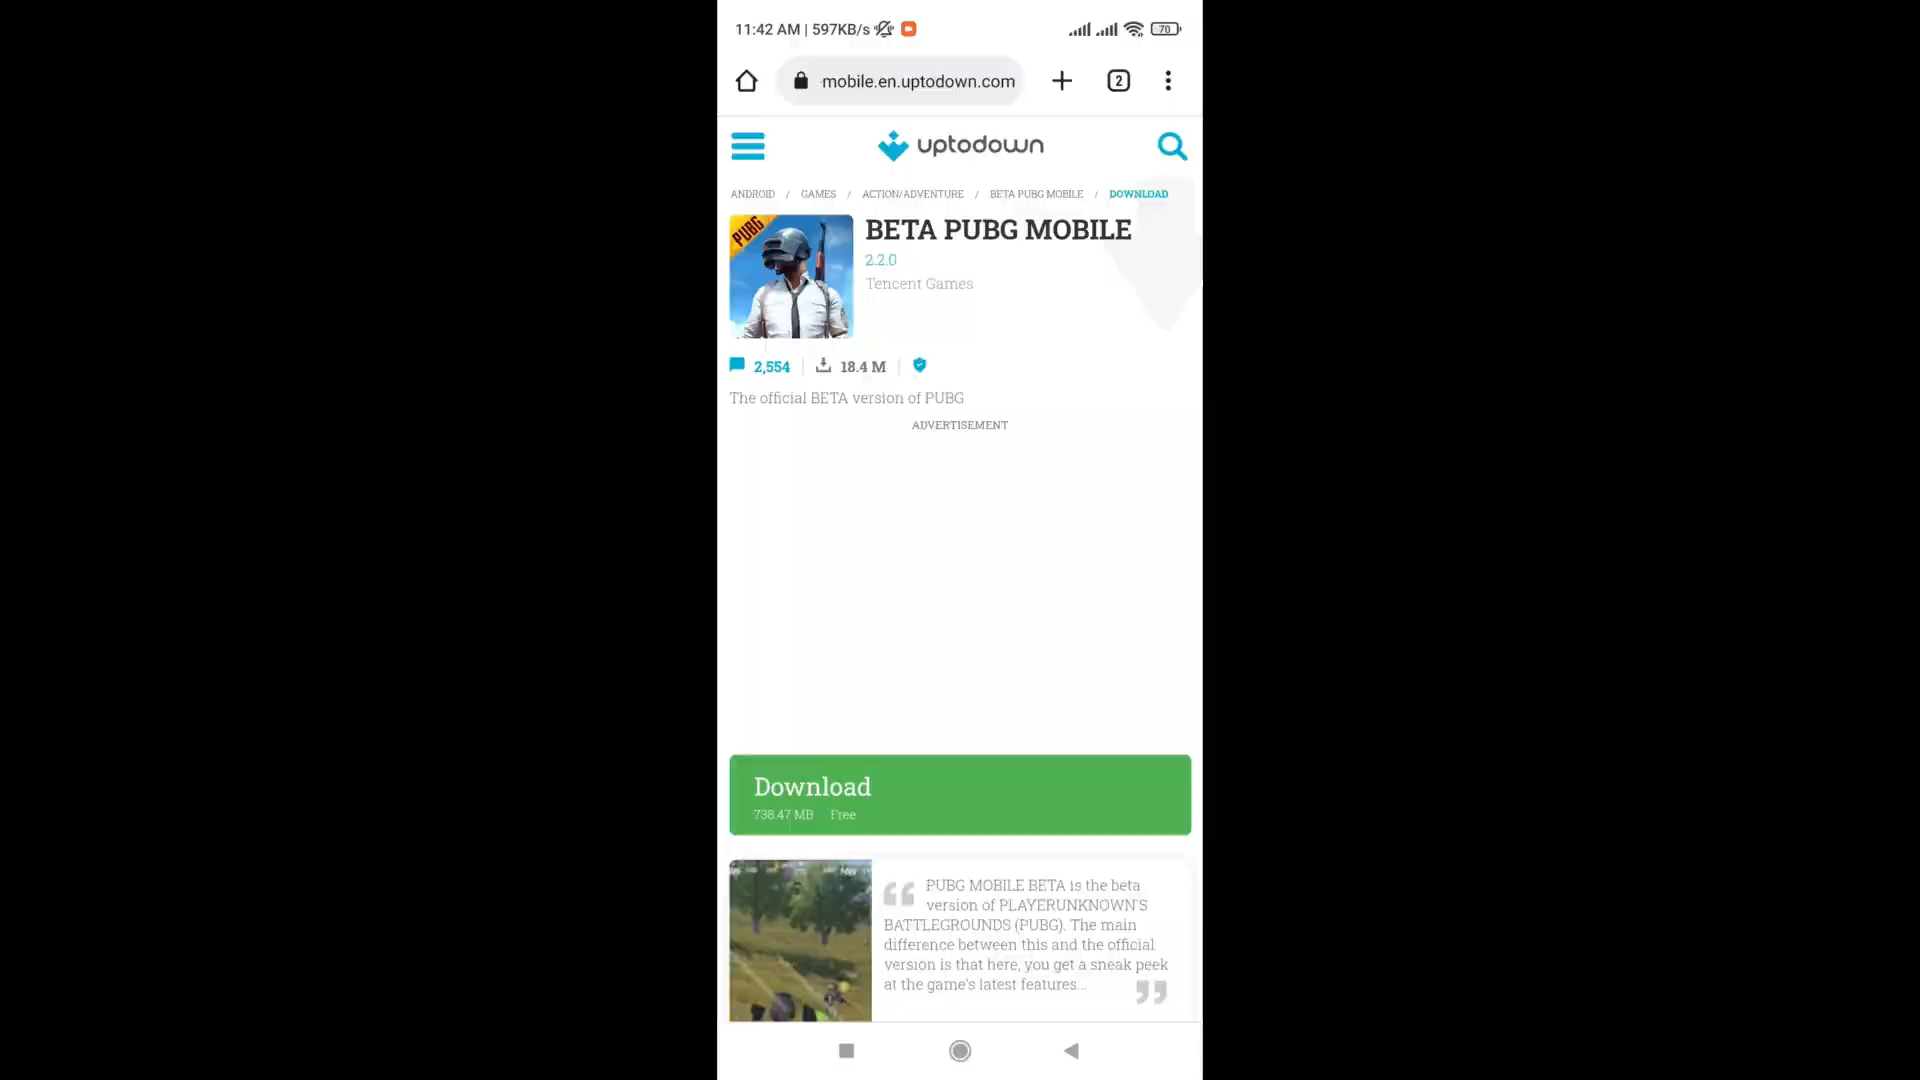 11:42 AM | 597KB/s
70
mobile.en.uptodown.com
2
uptodown
ANDROID / GAMES / ACTION/ADVENTURE / BETA PUBG MOBILE / DOWNLOAD
PUBG
BETA PUBG MOBILE
2.2.0
Tencent Games
2,554
18.4 M
The official BETA version of PUBG
ADVERTISEMENT
Download
738.47 MB Free
“ PUBG MOBILE BETA is the beta
version of PLAYERUNKNOWN'S
BATTLEGROUNDS (PUBG). The main
difference between this and the official
version is that here, you get a sneak peek
at the game's latest features... ”